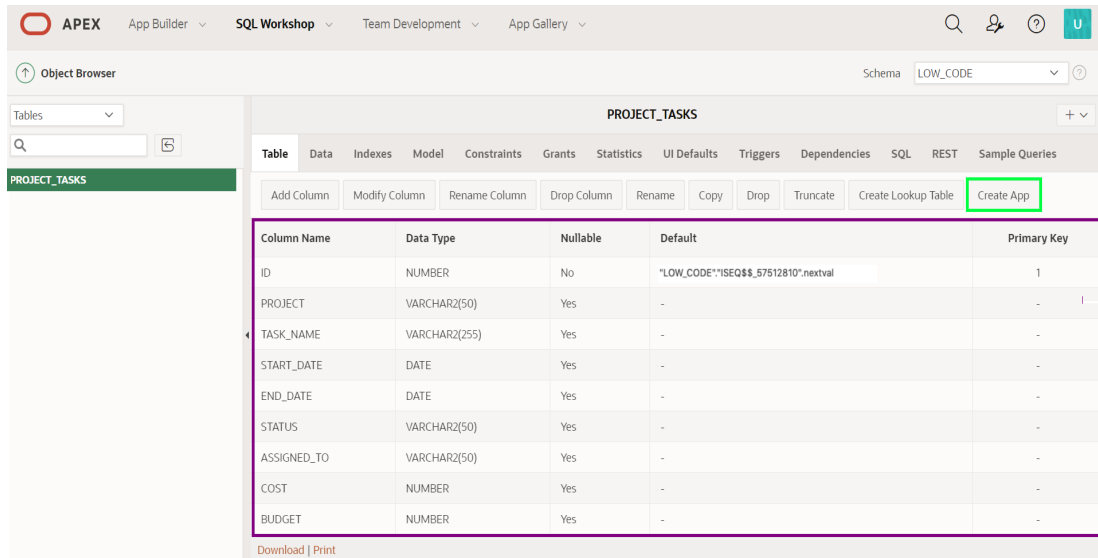 APEX App Builder SQL Workshop Team Development App Gallery U
Object Browser Schema LOW_CODE
Tables PROJECT_TASKS
Table Data Indexes Model Constraints Grants Statistics UI Defaults Triggers Dependencies SQL REST Sample Queries
PROJECT_TASKS
Add Column Modify Column Rename Column Drop Column Rename Copy Drop Truncate Create Lookup Table Create App
Column Name Data Type Nullable Default Primary Key
ID NUMBER No "LOW_CODE"."ISEQ$$_57512810".nextval 1
PROJECT VARCHAR2(50) Yes - -
TASK_NAME VARCHAR2(255) Yes - -
START_DATE DATE Yes - -
END_DATE DATE Yes - -
STATUS VARCHAR2(50) Yes - -
ASSIGNED_TO VARCHAR2(50) Yes - -
COST NUMBER Yes - -
BUDGET NUMBER Yes - -
Download | Print